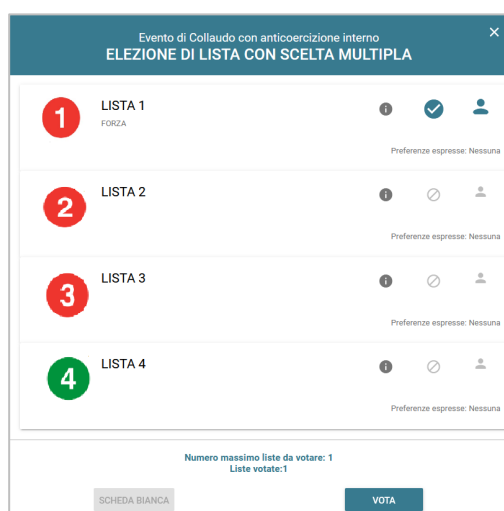 Evento di Collaudo con anticoercizione interno
ELEZIONE DI LISTA CON SCELTA MULTIPLA
1
LISTA 1
FORZA
Preferenze espresse: Nessuna
2
LISTA 2
Preferenze espresse: Nessuna
3
LISTA 3
Preferenze espresse: Nessuna
4
LISTA 4
Preferenze espresse: Nessuna
Numero massimo liste da votare: 1
Liste votate:1
SCHEDA BIANCA
VOTA